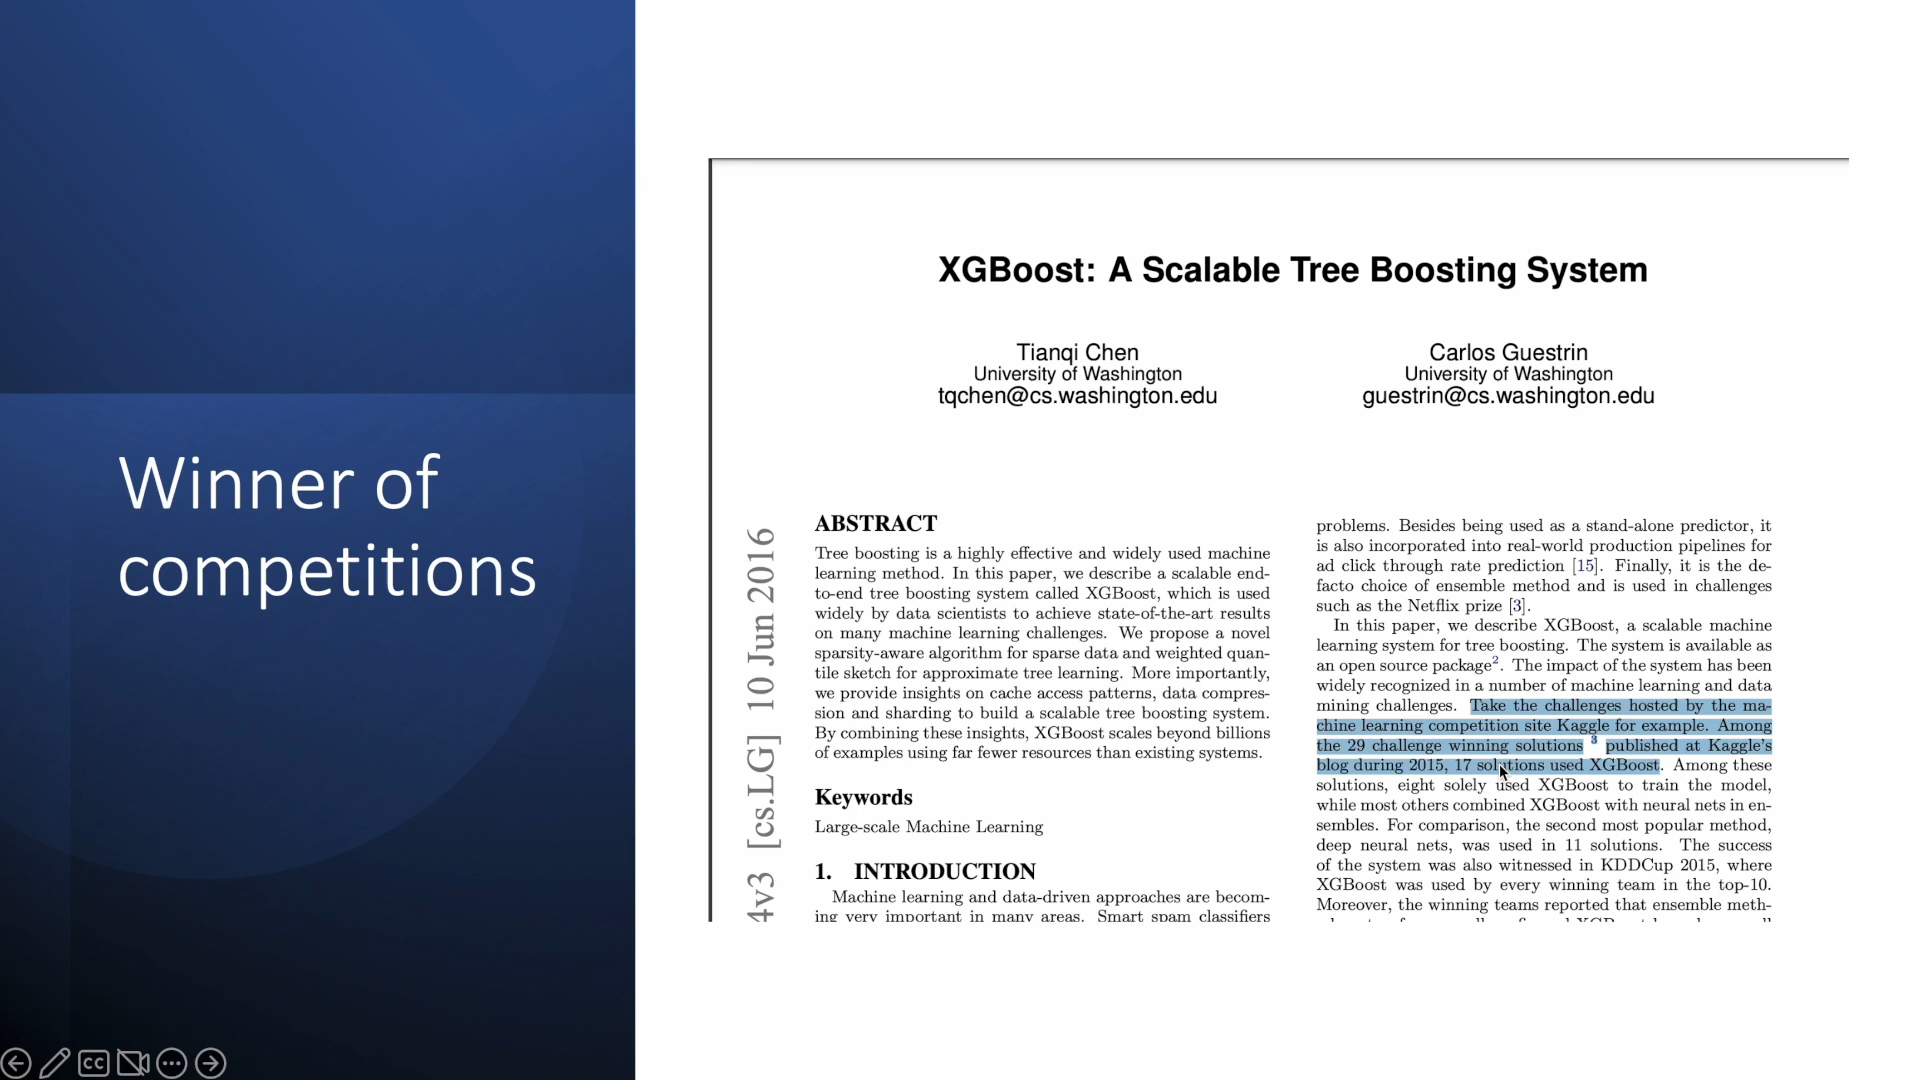 Winner of
competitions
XGBoost: A Scalable Tree Boosting System
Tianqi Chen
University of Washington
tqchen@cs.washington.edu
Carlos Guestrin
University of Washington
guestrin@cs.washington.edu
4v3 [cs.LG] 10 Jun 2016
ABSTRACT
Tree boosting is a highly effective and widely used machine
learning method. In this paper, we describe a scalable end-
to-end tree boosting system called XGBoost, which is used
widely by data scientists to achieve state-of-the-art results
on many machine learning challenges. We propose a novel
sparsity-aware algorithm for sparse data and weighted quan-
tile sketch for approximate tree learning. More importantly,
we provide insights on cache access patterns, data compres-
sion and sharding to build a scalable tree boosting system.
By combining these insights, XGBoost scales beyond billions
of examples using far fewer resources than existing systems.
Keywords
Large-scale Machine Learning
1. INTRODUCTION
Machine learning and data-driven approaches are becom-
ing very important in many areas. Smart spam classifiers
problems. Besides being used as a stand-alone predictor, it
is also incorporated into real-world production pipelines for
ad click through rate prediction [15]. Finally, it is the de-
facto choice of ensemble method and is used in challenges
such as the Netflix prize [3].
In this paper, we describe XGBoost, a scalable machine
learning system for tree boosting. The system is available as
an open source package2. The impact of the system has been
widely recognized in a number of machine learning and data
mining challenges. Take the challenges hosted by the ma-
chine learning competition site Kaggle for example. Among
the 29 challenge winning solutions 3 published at Kaggle's
blog during 2015, 17 solutions used XGBoost. Among these
solutions, eight solely used XGBoost to train the model,
while most others combined XGBoost with neural nets in en-
sembles. For comparison, the second most popular method,
deep neural nets, was used in 11 solutions. The success
of the system was also witnessed in KDDCup 2015, where
XGBoost was used by every winning team in the top-10.
Moreover, the winning teams reported that ensemble meth-
CC